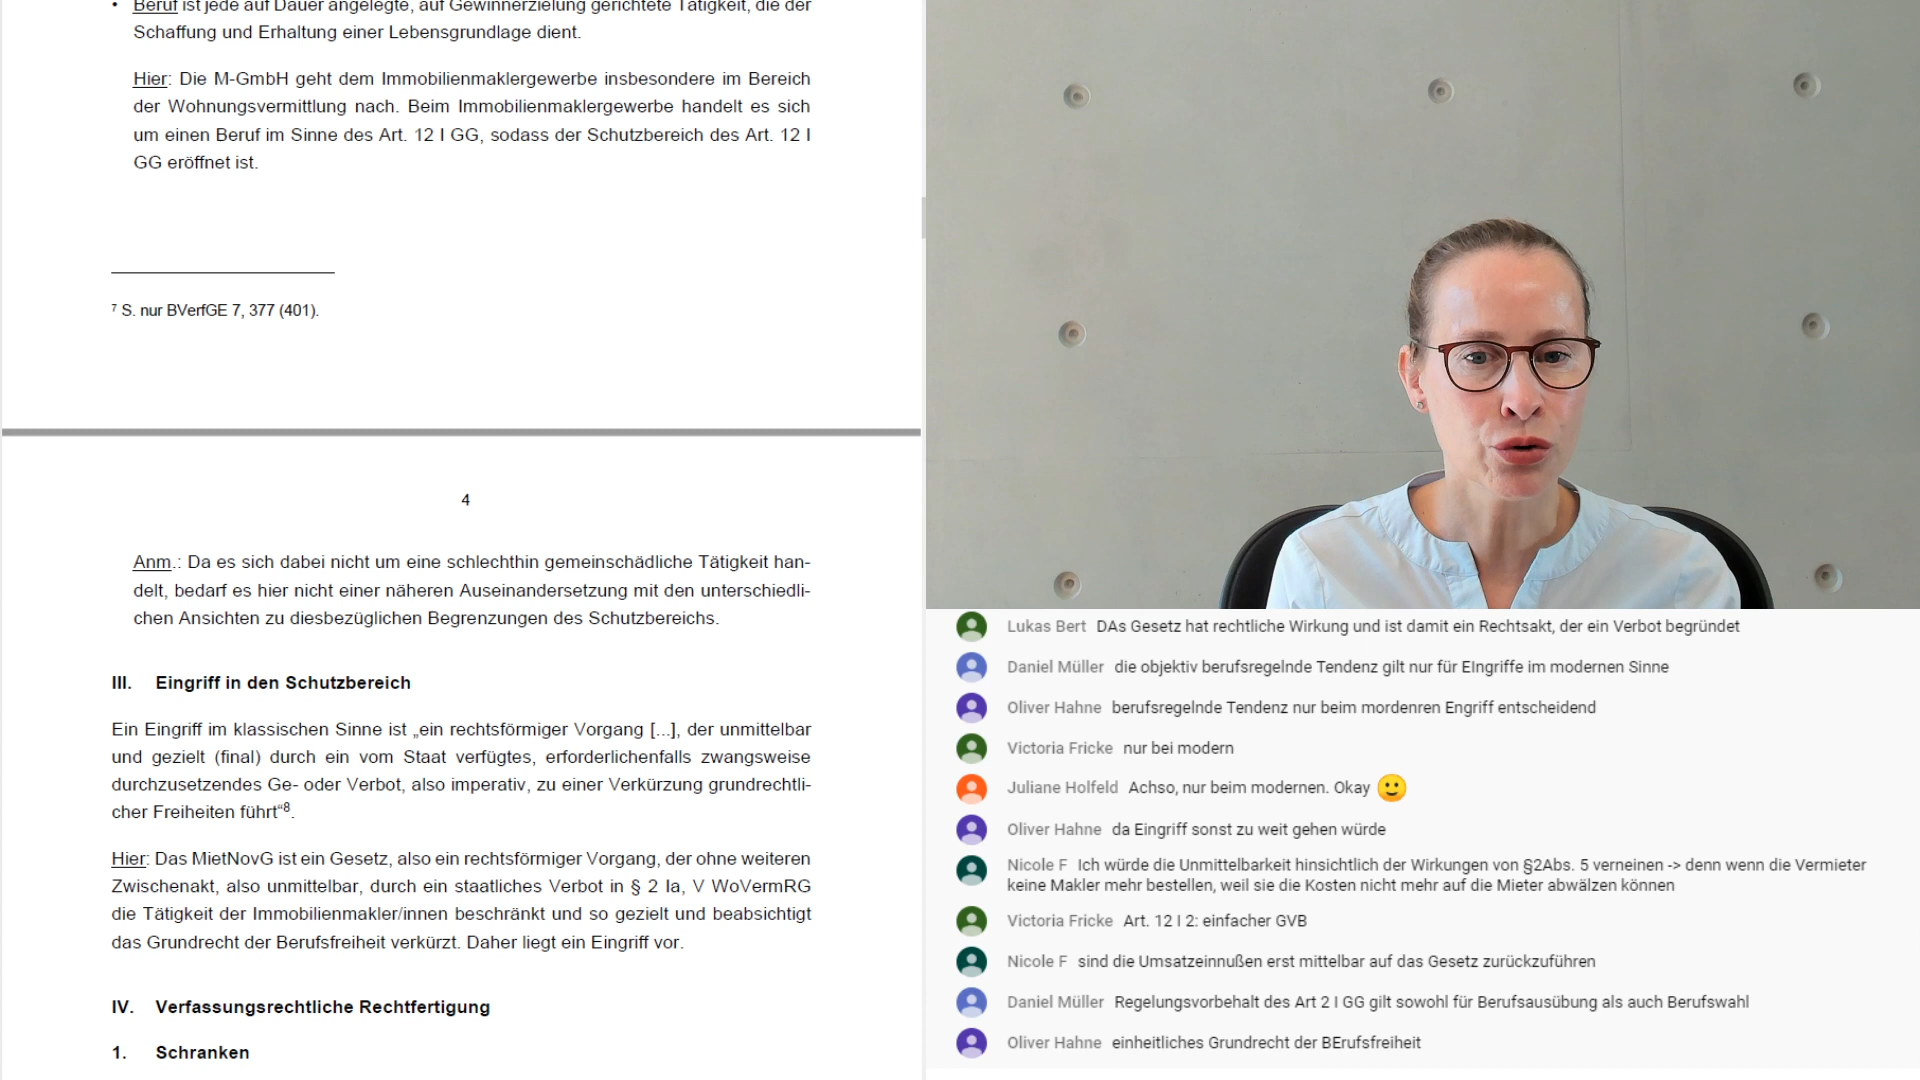 • Beruf ist jede auf Dauer angelegte, auf Gewinnerzielung gerichtete Tätigkeit, die der
Schaffung und Erhaltung einer Lebensgrundlage dient.
Hier: Die M-GmbH geht dem Immobilienmaklergewerbe insbesondere im Bereich
der Wohnungsvermittlung nach. Beim Immobilienmaklergewerbe handelt es sich
um einen Beruf im Sinne des Art. 12 I GG, sodass der Schutzbereich des Art. 12 I
GG eröffnet ist.
⁷ S. nur BVerfGE 7, 377 (401).
4
Anm.: Da es sich dabei nicht um eine schlechthin gemeinschädliche Tätigkeit han-
delt, bedarf es hier nicht einer näheren Auseinandersetzung mit den unterschiedli-
chen Ansichten zu diesbezüglichen Begrenzungen des Schutzbereichs.
III. Eingriff in den Schutzbereich
Ein Eingriff im klassischen Sinne ist „ein rechtsförmiger Vorgang [...], der unmittelbar
und gezielt (final) durch ein vom Staat verfügtes, erforderlichenfalls zwangsweise
durchzusetzendes Ge- oder Verbot, also imperativ, zu einer Verkürzung grundrechtli-
cher Freiheiten führt“⁸.
Hier: Das MietNovG ist ein Gesetz, also ein rechtsförmiger Vorgang, der ohne weiteren
Zwischenakt, also unmittelbar, durch ein staatliches Verbot in § 2 Ia, V WoVermRG
die Tätigkeit der Immobilienmakler/innen beschränkt und so gezielt und beabsichtigt
das Grundrecht der Berufsfreiheit verkürzt. Daher liegt ein Eingriff vor.
IV. Verfassungsrechtliche Rechtfertigung
1. Schranken
Lukas Bert DAs Gesetz hat rechtliche Wirkung und ist damit ein Rechtsakt, der ein Verbot begründet
Daniel Müller die objektiv berufsregelnde Tendenz gilt nur für EIngriffe im modernen Sinne
Oliver Hahne berufsregelnde Tendenz nur beim mordenren Engriff entscheidend
Victoria Fricke nur bei modern
Juliane Holfeld Achso, nur beim modernen. Okay 🙂
Oliver Hahne da Eingriff sonst zu weit gehen würde
Nicole F Ich würde die Unmittelbarkeit hinsichtlich der Wirkungen von §2Abs. 5 verneinen -> denn wenn die Vermieter
keine Makler mehr bestellen, weil sie die Kosten nicht mehr auf die Mieter abwälzen können
Victoria Fricke Art. 12 I 2: einfacher GVB
Nicole F sind die Umsatzeinnußen erst mittelbar auf das Gesetz zurückzuführen
Daniel Müller Regelungsvorbehalt des Art 2 I GG gilt sowohl für Berufsausübung als auch Berufswahl
Oliver Hahne einheitliches Grundrecht der BErufsfreiheit